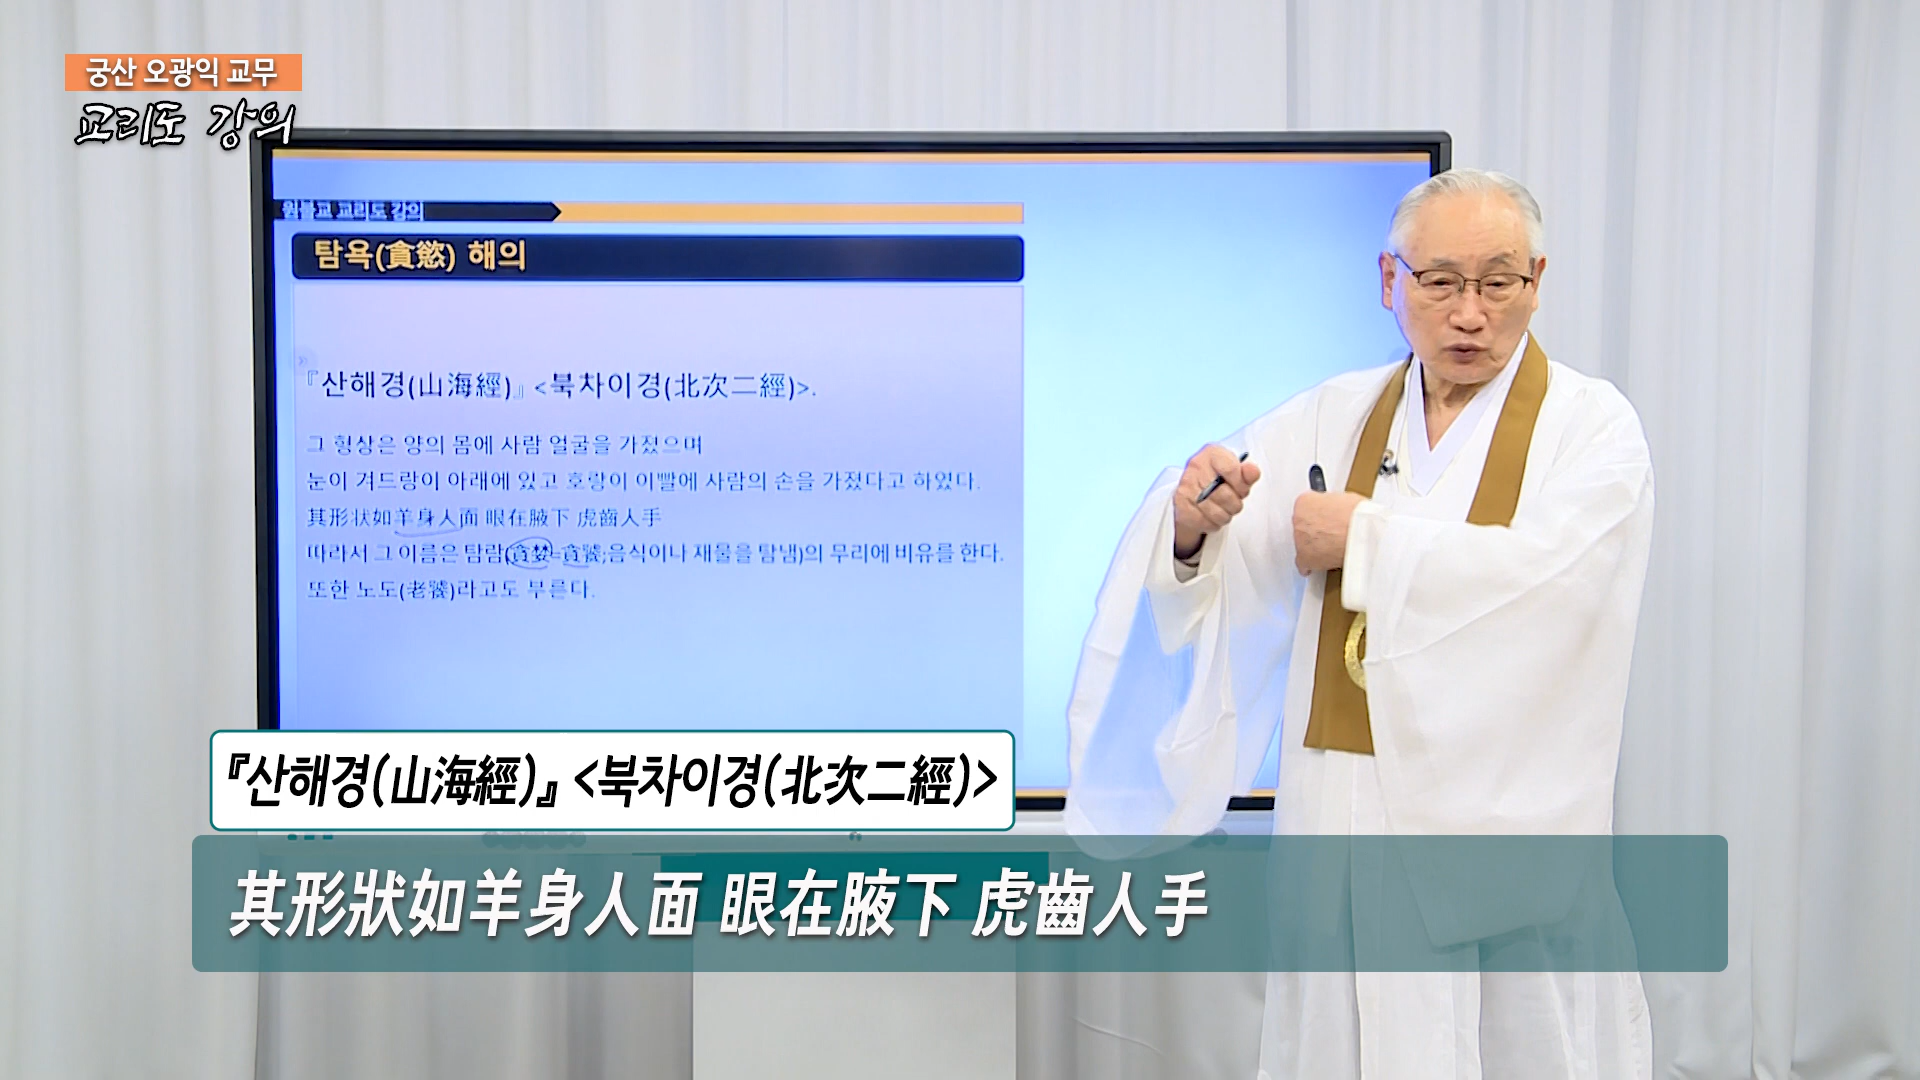 궁산 오광익 교무
교리도 강의
원불교 교리도 강의
탐욕(貪慾) 해의
『산해경(山海經)』 <북차이경(北次二經)>.
그 형상은 양의 몸에 사람 얼굴을 가졌으며
눈이 겨드랑이 아래에 있고 호랑이 이빨에 사람의 손을 가졌다고 하였다.
其形狀如羊身人面 眼在腋下 虎齒人手
따라서 그 이름은 탐람(貪婪=貪饕;음식이나 재물을 탐냄)의 무리에 비유를 한다.
또한 노도(老饕)라고도 부른다.
『산해경(山海經)』 <북차이경(北次二經)>
其形狀如羊身人面 眼在腋下 虎齒人手